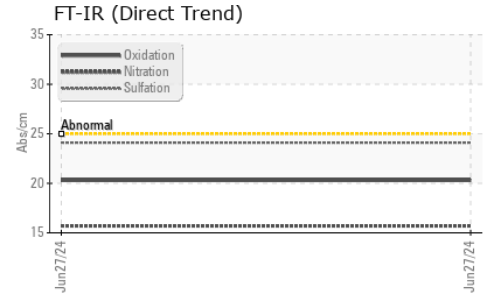 FT-IR (Direct Trend)
35
Oxidation
Nitration
Sulfation
30
Abnormal
25
Abs/cm
20
15
Jun27/24
Jun27/24